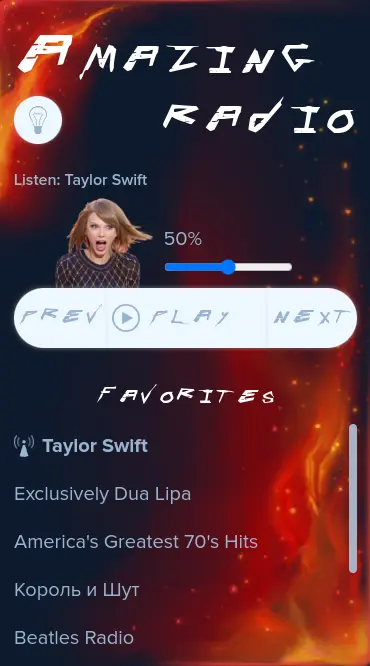 Amazing
radio
Listen: Taylor Swift
50%
PREV PLAY NEXT
FAVORITES
Taylor Swift
Exclusively Dua Lipa
America's Greatest 70's Hits
Король и Шут
Beatles Radio